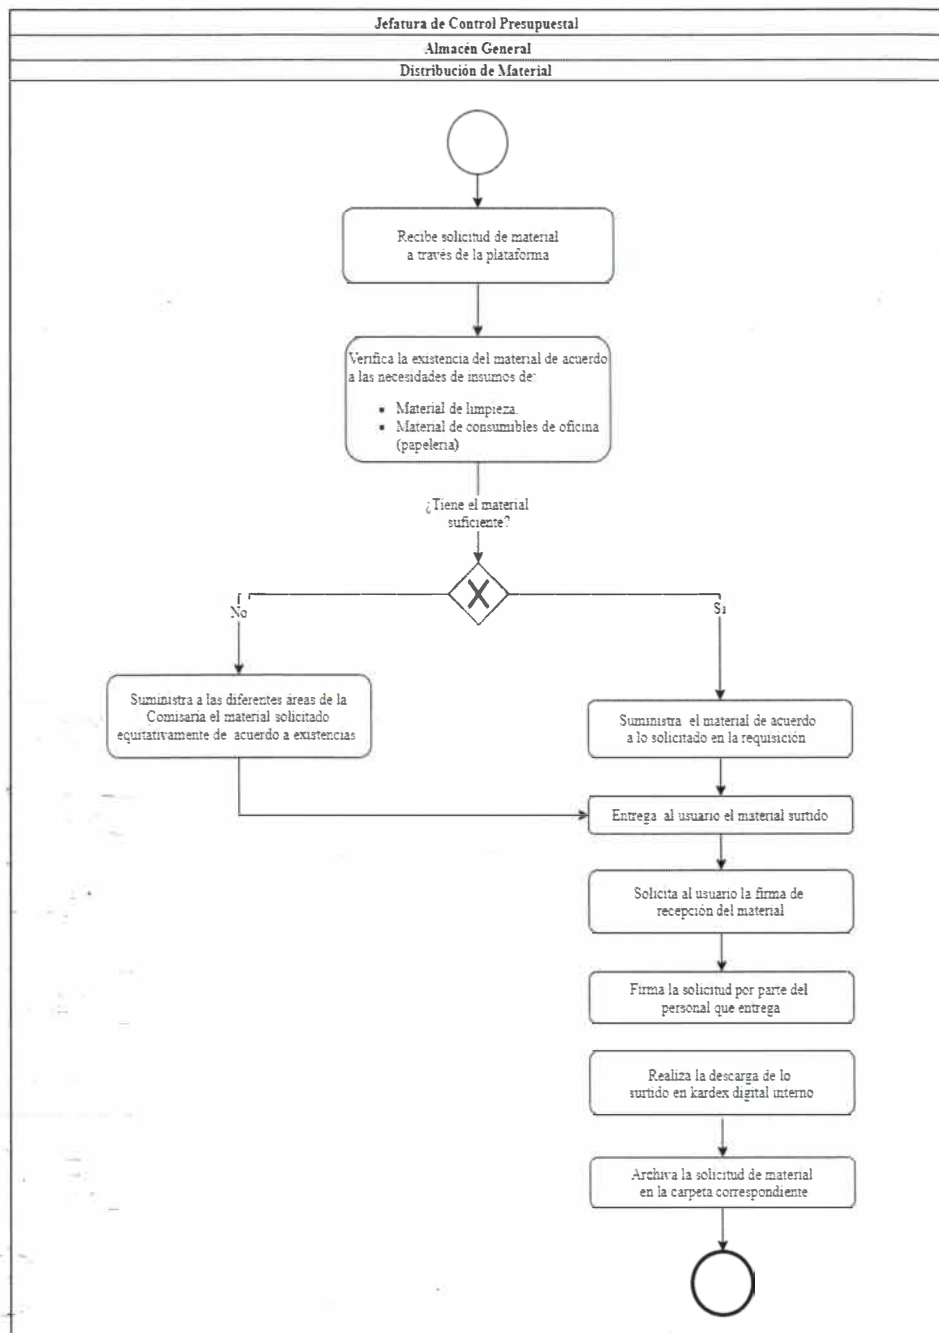 Jefatura de Control Presupuestal
Almacén General
Distribución de Material
Recibe solicitud de material
a través de la plataforma
Verifica la existencia del material de acuerdo
a las necesidades de insumos de:
• Material de limpieza.
• Material de consumibles de oficina
(papeleria)
¿Tiene el material
suficiente?
X
No
Si
Suministra a las diferentes áreas de la
Comisaria el material solicitado
equitativamente de acuerdo a existencias
Suministra el material de acuerdo
a lo solicitado en la requisición
Entrega al usuario el material surtido
Solicita al usuario la firma de
recepción del material
Firma la solicitud por parte del
personal que entrega
Realiza la descarga de lo
surtido en kardex digital interno
Archiva la solicitud de material
en la carpeta correspondiente